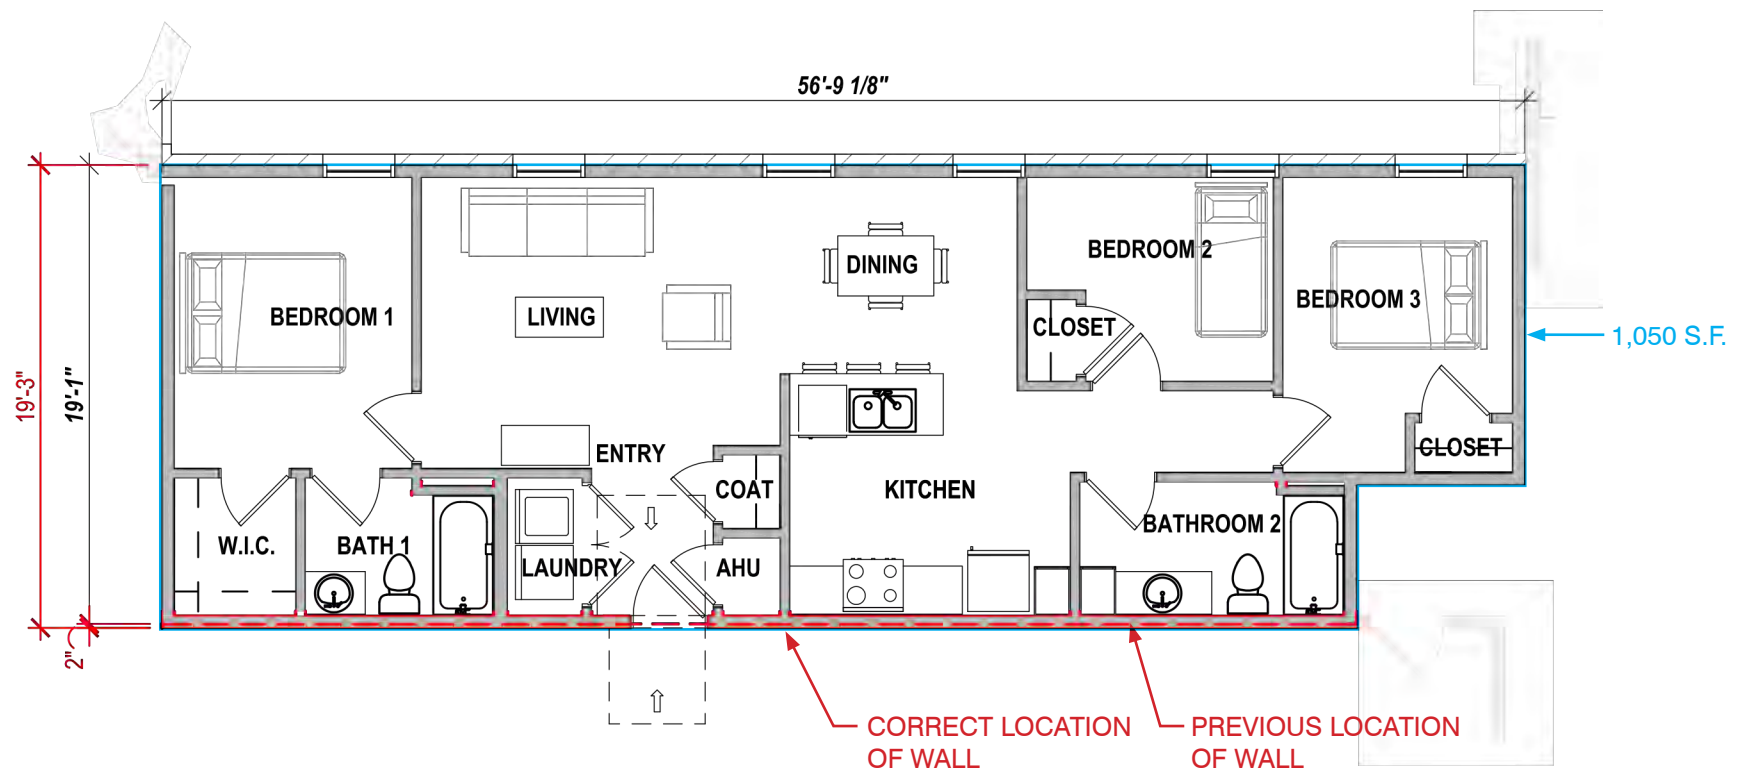 56'-9 1/8"
BEDROOM 2
DINING
BEDROOM 3
BEDROOM 1
LIVING
CLOSET
1,050 S.F.
19'-3"
19'-1"
ENTRY
CLOSET
COAT
KITCHEN
BATHROOM 2
W.I.C.
BATH 1
LAUNDRY
AHU
2"
CORRECT LOCATION
OF WALL
PREVIOUS LOCATION
OF WALL